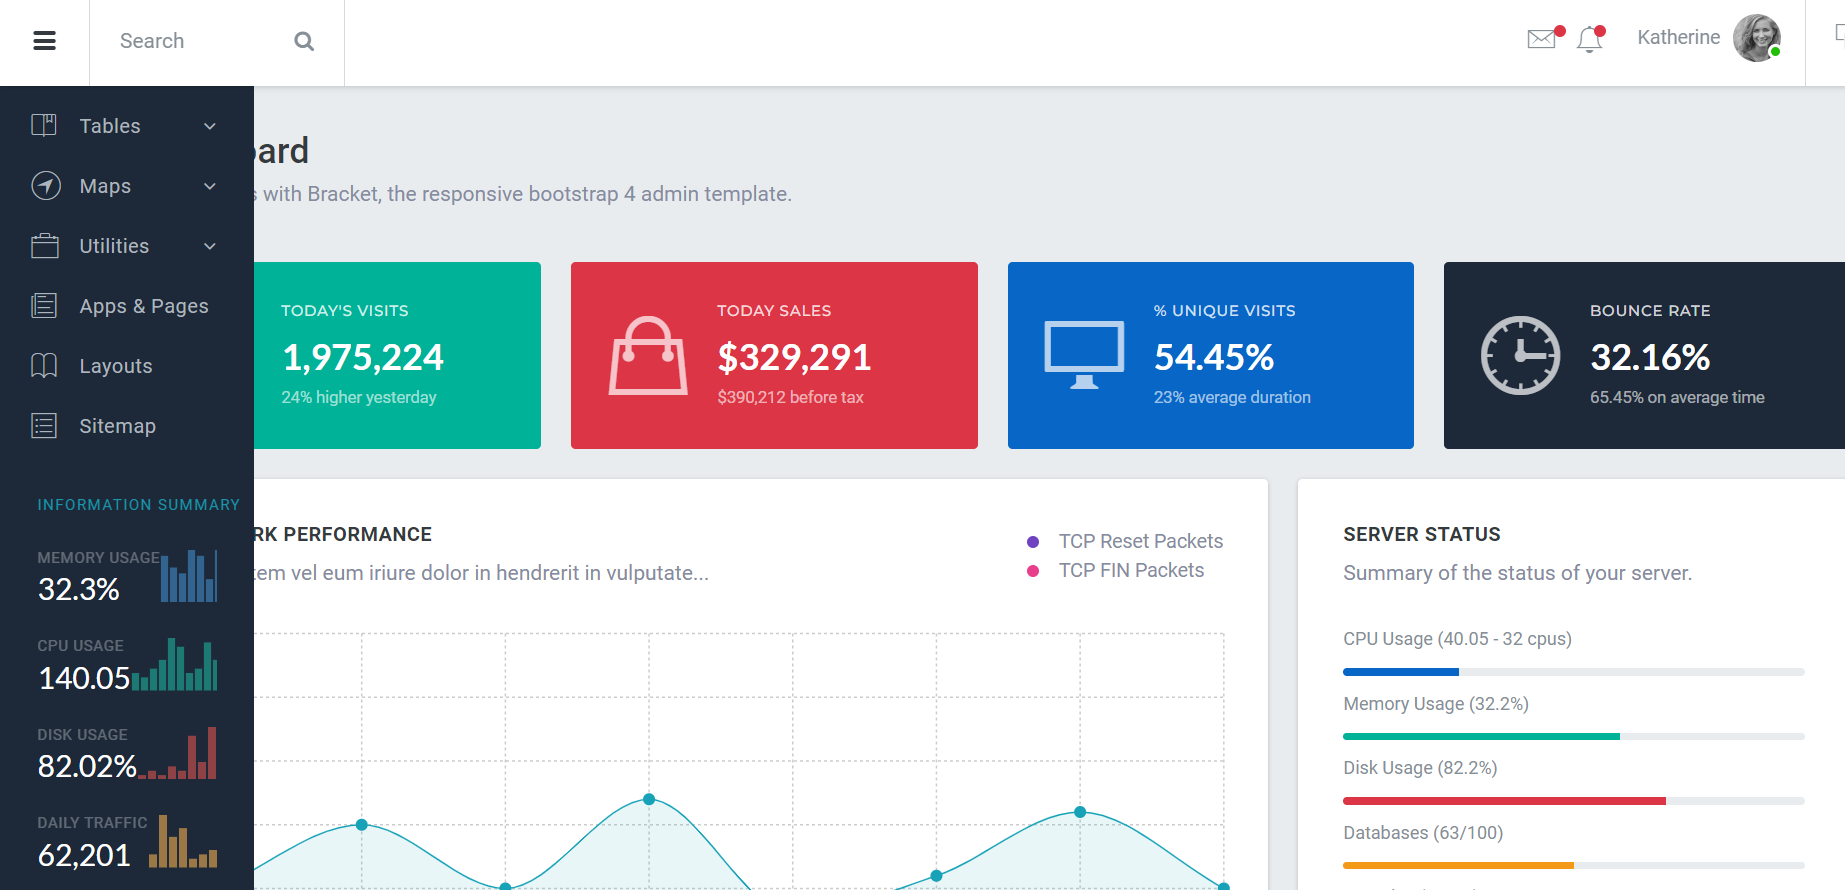 Search
Katherine
Tables
Maps
Utilities
Apps & Pages
Layouts
Sitemap
INFORMATION SUMMARY
MEMORY USAGE
32.3%
CPU USAGE
140.05
DISK USAGE
82.02%
DAILY TRAFFIC
62,201
oard
s with Bracket, the responsive bootstrap 4 admin template.
TODAY'S VISITS
1,975,224
24% higher yesterday
TODAY SALES
$329,291
$390,212 before tax
% UNIQUE VISITS
54.45%
23% average duration
BOUNCE RATE
32.16%
65.45% on average time
RK PERFORMANCE
tem vel eum iriure dolor in hendrerit in vulputate...
TCP Reset Packets
TCP FIN Packets
SERVER STATUS
Summary of the status of your server.
CPU Usage (40.05 - 32 cpus)
Memory Usage (32.2%)
Disk Usage (82.2%)
Databases (63/100)